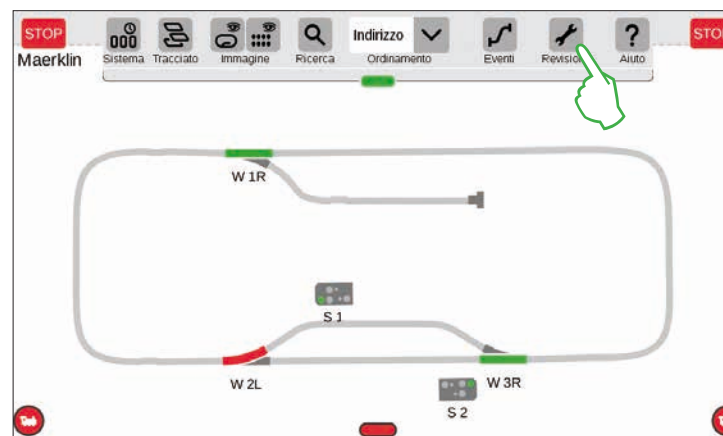 STOP
Indirizzo
STOP
Maerklin
Sistema
Tracciato
Immagine
Ricerca
Ordinamento
Eventi
Aiuto
W 1R
S 1
W 2L
W 3R
S 2